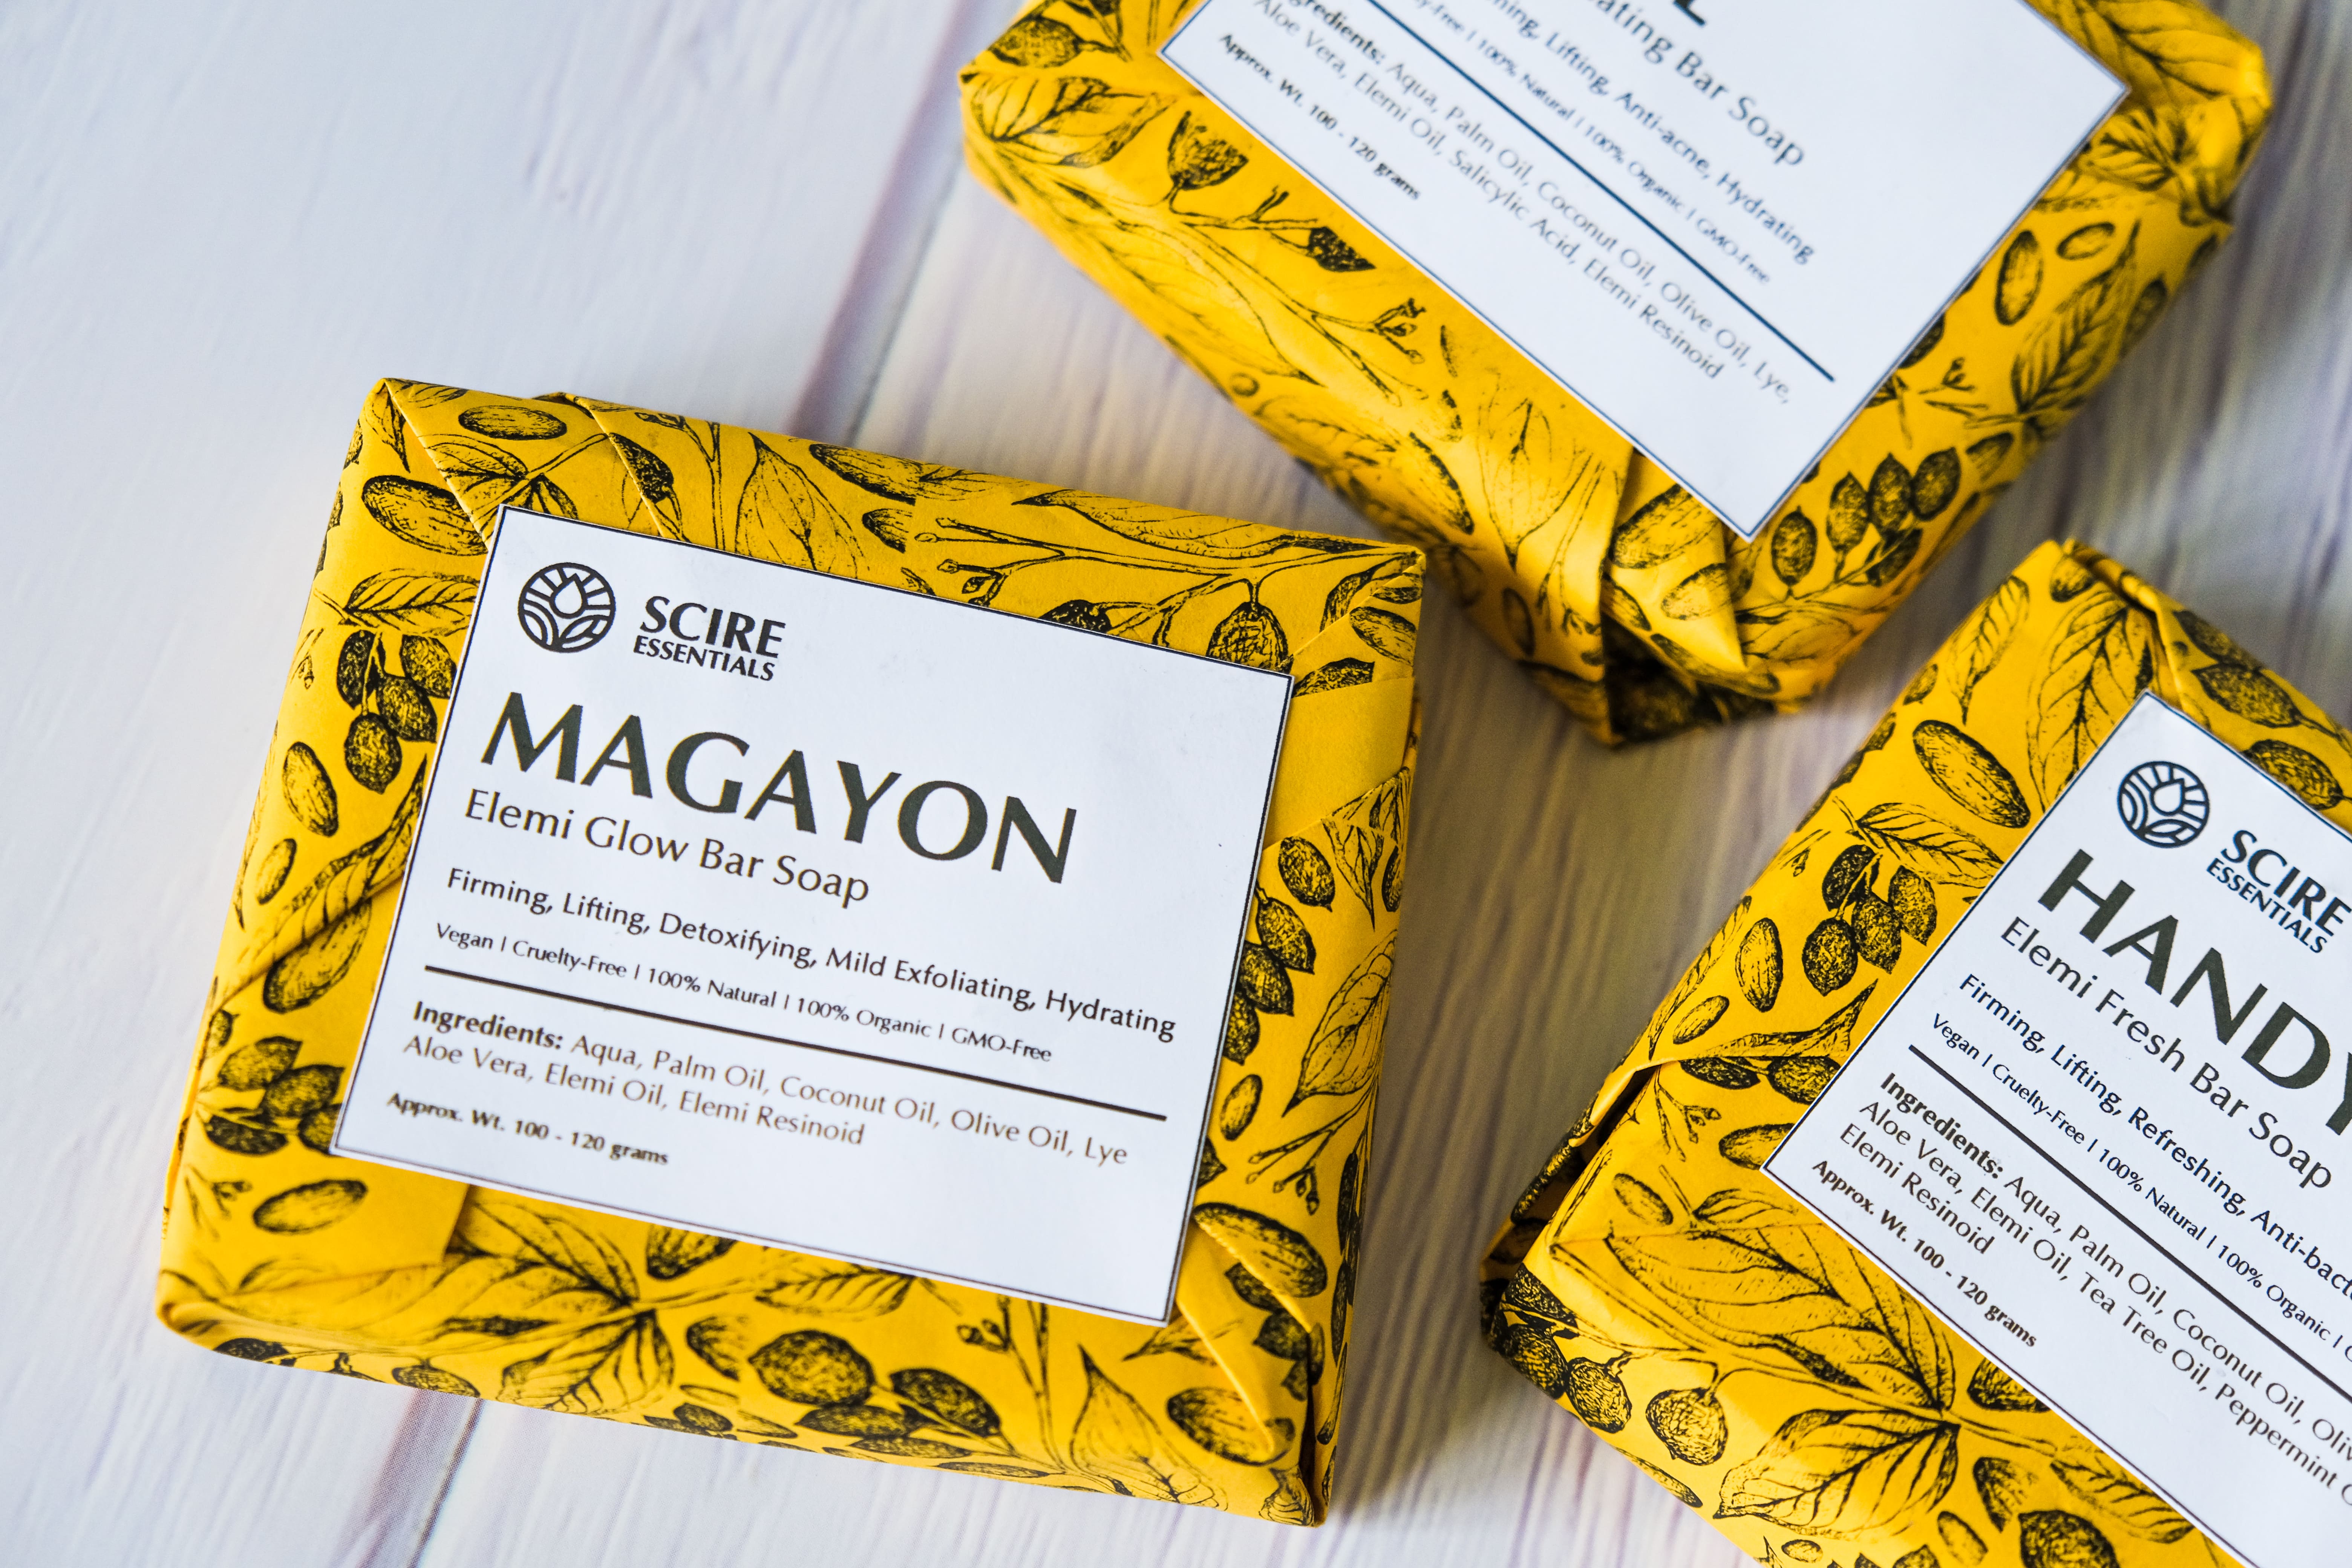 SCIRE
ESSENTIALS
MAGAYON
Elemi Glow Bar Soap
Firming, Lifting, Detoxifying, Mild Exfoliating, Hydrating
Vegan | Cruelty-Free | 100% Natural | 100% Organic | GMO-Free
Ingredients: Aqua, Palm Oil, Coconut Oil, Olive Oil, Lye
Aloe Vera, Elemi Oil, Elemi Resinoid
Approx. Wt. 100 - 120 grams
Bar Soap
Lifting, Anti-acne, Hydrating
100% Natural | 100% Organic | GMO-Free
Aqua, Palm Oil, Coconut Oil, Olive Oil, Lye,
Aloe Vera, Elemi Oil, Salicylic Acid, Elemi Resinoid
Approx. Wt. 100 - 120 grams
SCIRE
ESSENTIALS
HANDY
Elemi Fresh Bar Soap
Firming, Lifting, Refreshing,
Vegan | Cruelty-Free | 100% Natural | 100% Organic |
Ingredients: Aqua, Palm Oil, Coconut Oil,
Aloe Vera, Elemi Oil, Tea Tree Oil, Peppermint
Elemi Resinoid
Approx. Wt. 100 - 120 grams